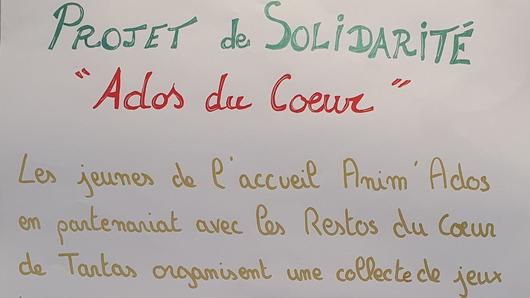 PROJET de SOLIDARITÉ
"Ados du Coeur"
Les jeunes de l'accueil Anim'Ados
en partenariat avec les Restos du Cœur
de Tartas organisent une collecte de jeux